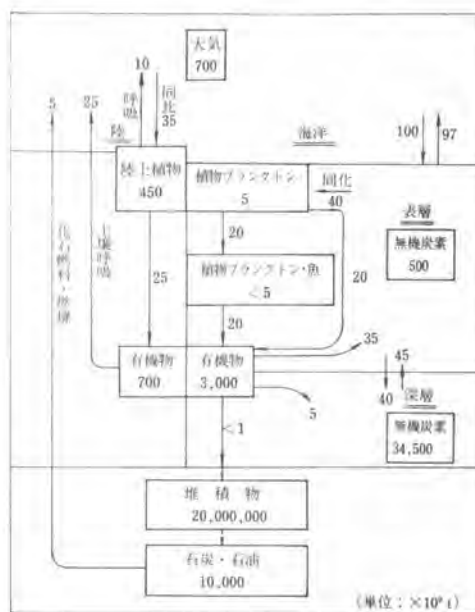 大気
700
10
5
25
呼吸
同化
35
陸
海洋
100
97
陸上植物
450
植物プランクトン
5
同化
40
表層
無機炭素
500
化石燃料・燃焼
土壌呼吸
20
25
植物プランクトン・魚
<5
20
20
35
有機物
700
有機物
3,000
45
40
深層
5
無機炭素
34,500
<1
堆積物
20,000,000
石炭・石油
10,000
(単位:×10⁹t)